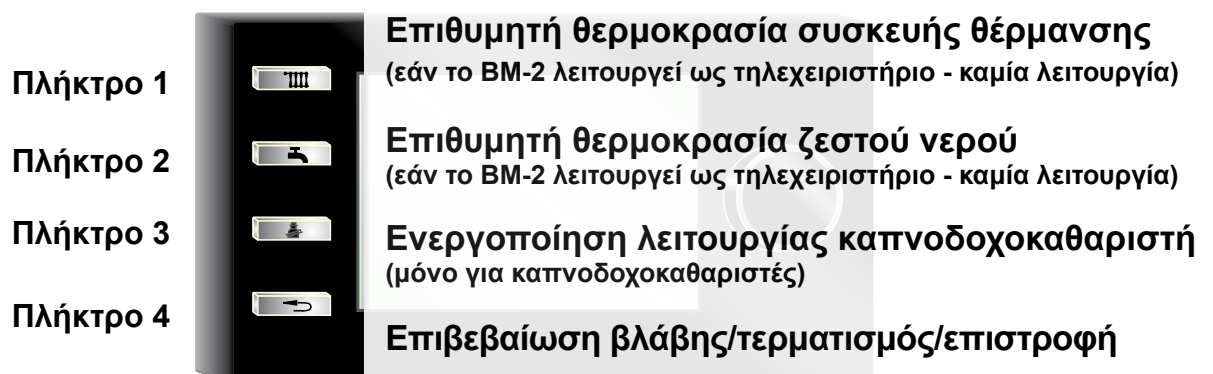 Πλήκτρο 1
Επιθυμητή θερμοκρασία συσκευής θέρμανσης
(εάν το BM-2 λειτουργεί ως τηλεχειριστήριο - καμία λειτουργία)
Πλήκτρο 2
Επιθυμητή θερμοκρασία ζεστού νερού
(εάν το BM-2 λειτουργεί ως τηλεχειριστήριο - καμία λειτουργία)
Πλήκτρο 3
Ενεργοποίηση λειτουργίας καπνοδοχοκαθαριστή
(μόνο για καπνοδοχοκαθαριστές)
Πλήκτρο 4
Επιβεβαίωση βλάβης/τερματισμός/επιστροφή